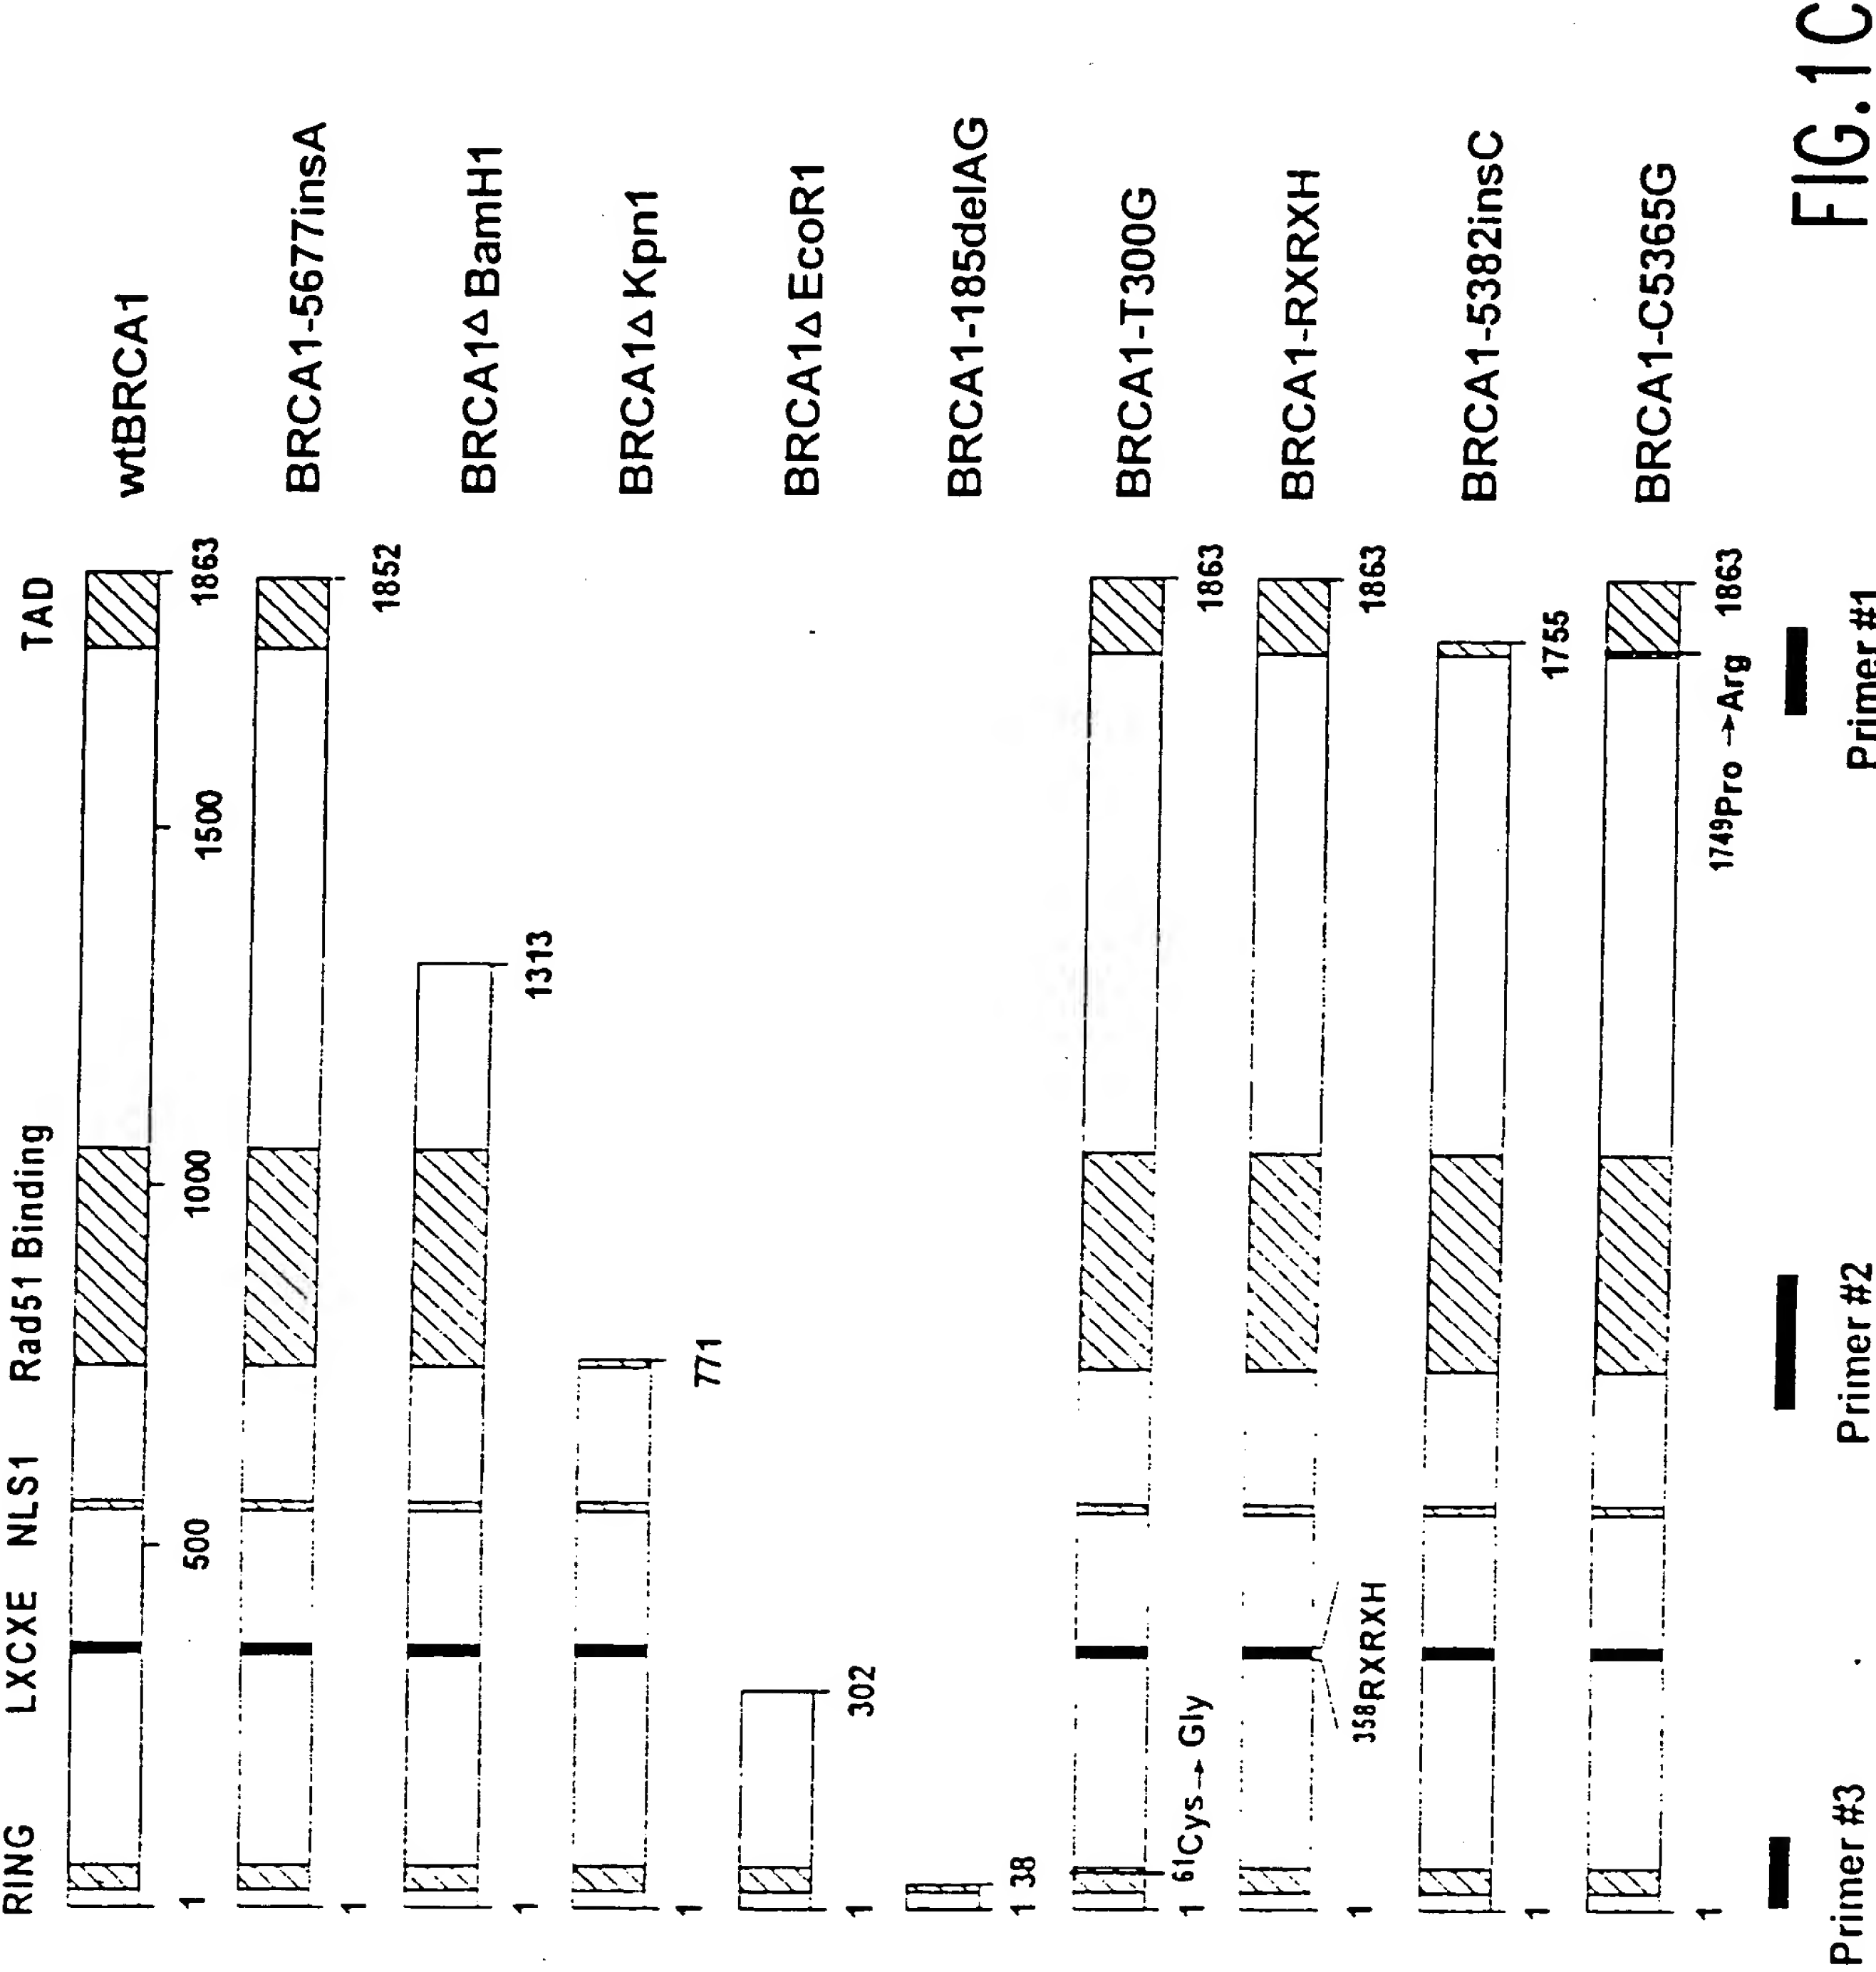 RING LXCXE NLS1 Rad51 Binding TAD
wtBRCA1
1 500 1000 1500 1863
BRCA1-5677insA
1 1852
BRCA1Δ BamH1
1 1313
BRCA1Δ Kpn1
1 771
BRCA1Δ EcoR1
1 302
BRCA1-185delAG
1 38
BRCA1-T300G
1 ⁶¹Cys → Gly 1863
BRCA1-RXRXH
1 ³⁵⁸RXRXH 1863
BRCA1-5382insC
1 1755
BRCA1-C5365G
1 ¹⁷⁴⁹Pro → Arg 1863
Primer #3 Primer #2 Primer #1
FIG.1C